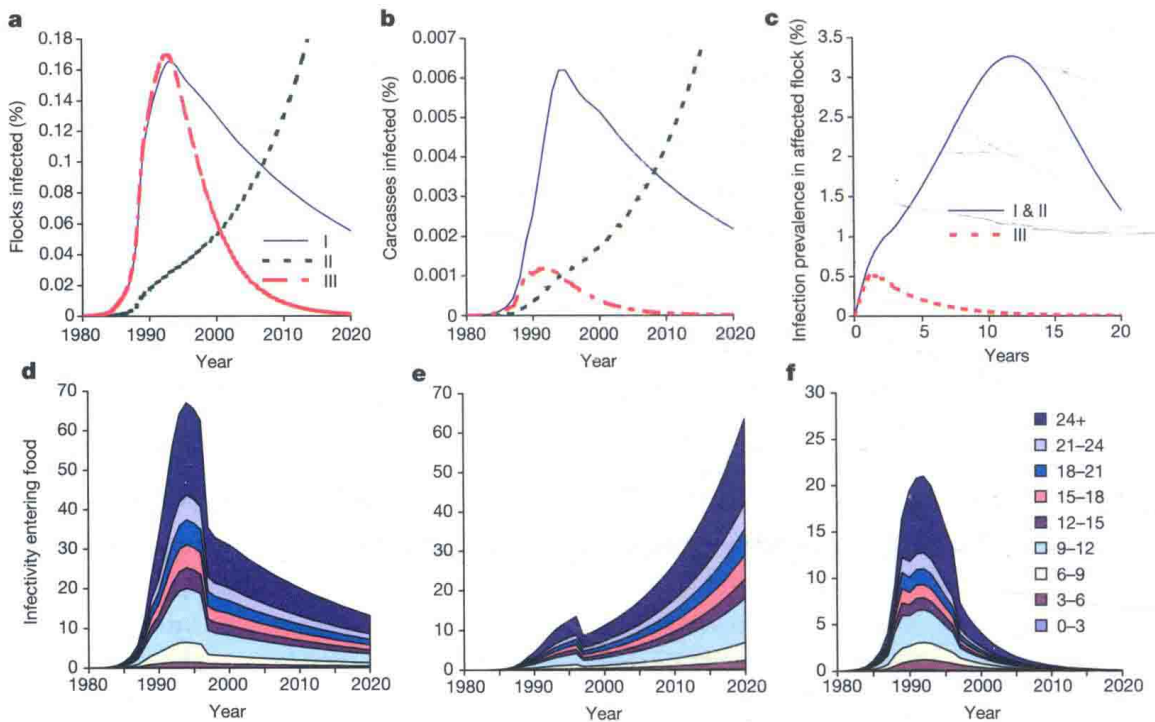 a
Flocks infected (%)
0.18
0.16
0.14
0.12
0.1
0.08
0.06
0.04
0.02
0
1980 1990 2000 2010 2020
Year
I
II
III
b
Carcasses infected (%)
0.007
0.006
0.005
0.004
0.003
0.002
0.001
0
1980 1990 2000 2010 2020
Year
c
Infection prevalence in affected flock (%)
3.5
3
2.5
2
1.5
1
0.5
0
0 5 10 15 20
Years
I & II
III
d
Infectivity entering food
70
60
50
40
30
20
10
0
1980 1990 2000 2010 2020
Year
e
70
60
50
40
30
20
10
0
1980 1990 2000 2010 2020
Year
f
30
25
20
15
10
5
0
1980 1990 2000 2010 2020
Year
24+
21–24
18–21
15–18
12–15
9–12
6–9
3–6
0–3